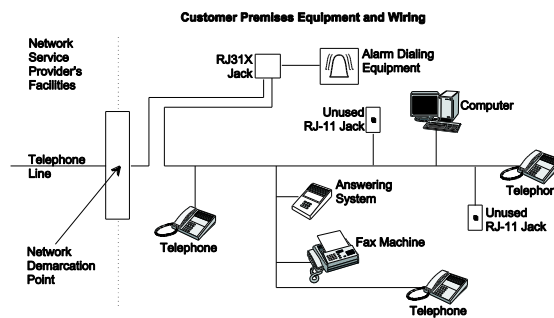 Customer Premises Equipment and Wiring
Network
Service
Provider's
Facilities
RJ31X
Jack
Alarm Dialing
Equipment
Unused
RJ-11 Jack
Computer
Telephone
Line
Telephon
Answering
System
Unused
RJ-11 Jack
Telephone
Fax Machine
Network
Demarcation
Point
Telephone